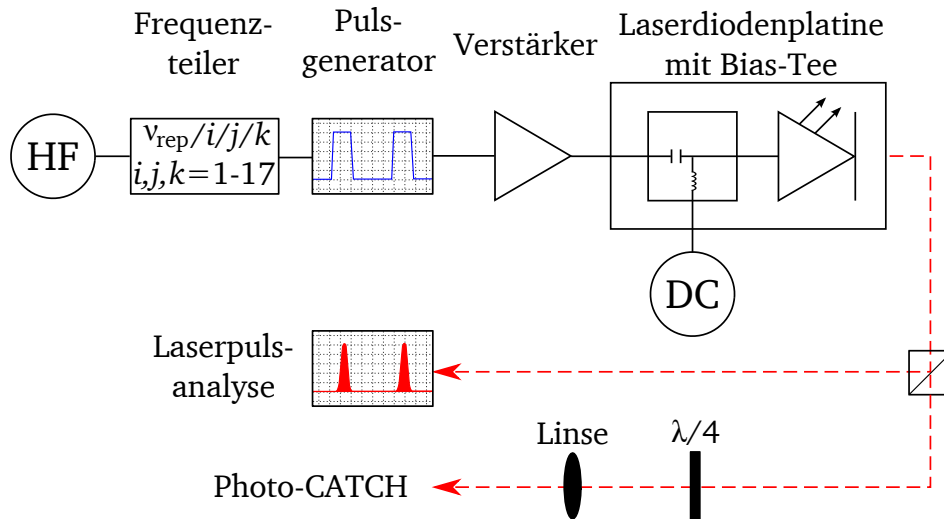 Frequenz-
teiler
Puls-
generator
Verstärker
Laserdiodenplatine
mit Bias-Tee
HF
νrep/i/j/k
i,j,k=1-17
DC
Laserpuls-
analyse
Linse
λ/4
Photo-CATCH